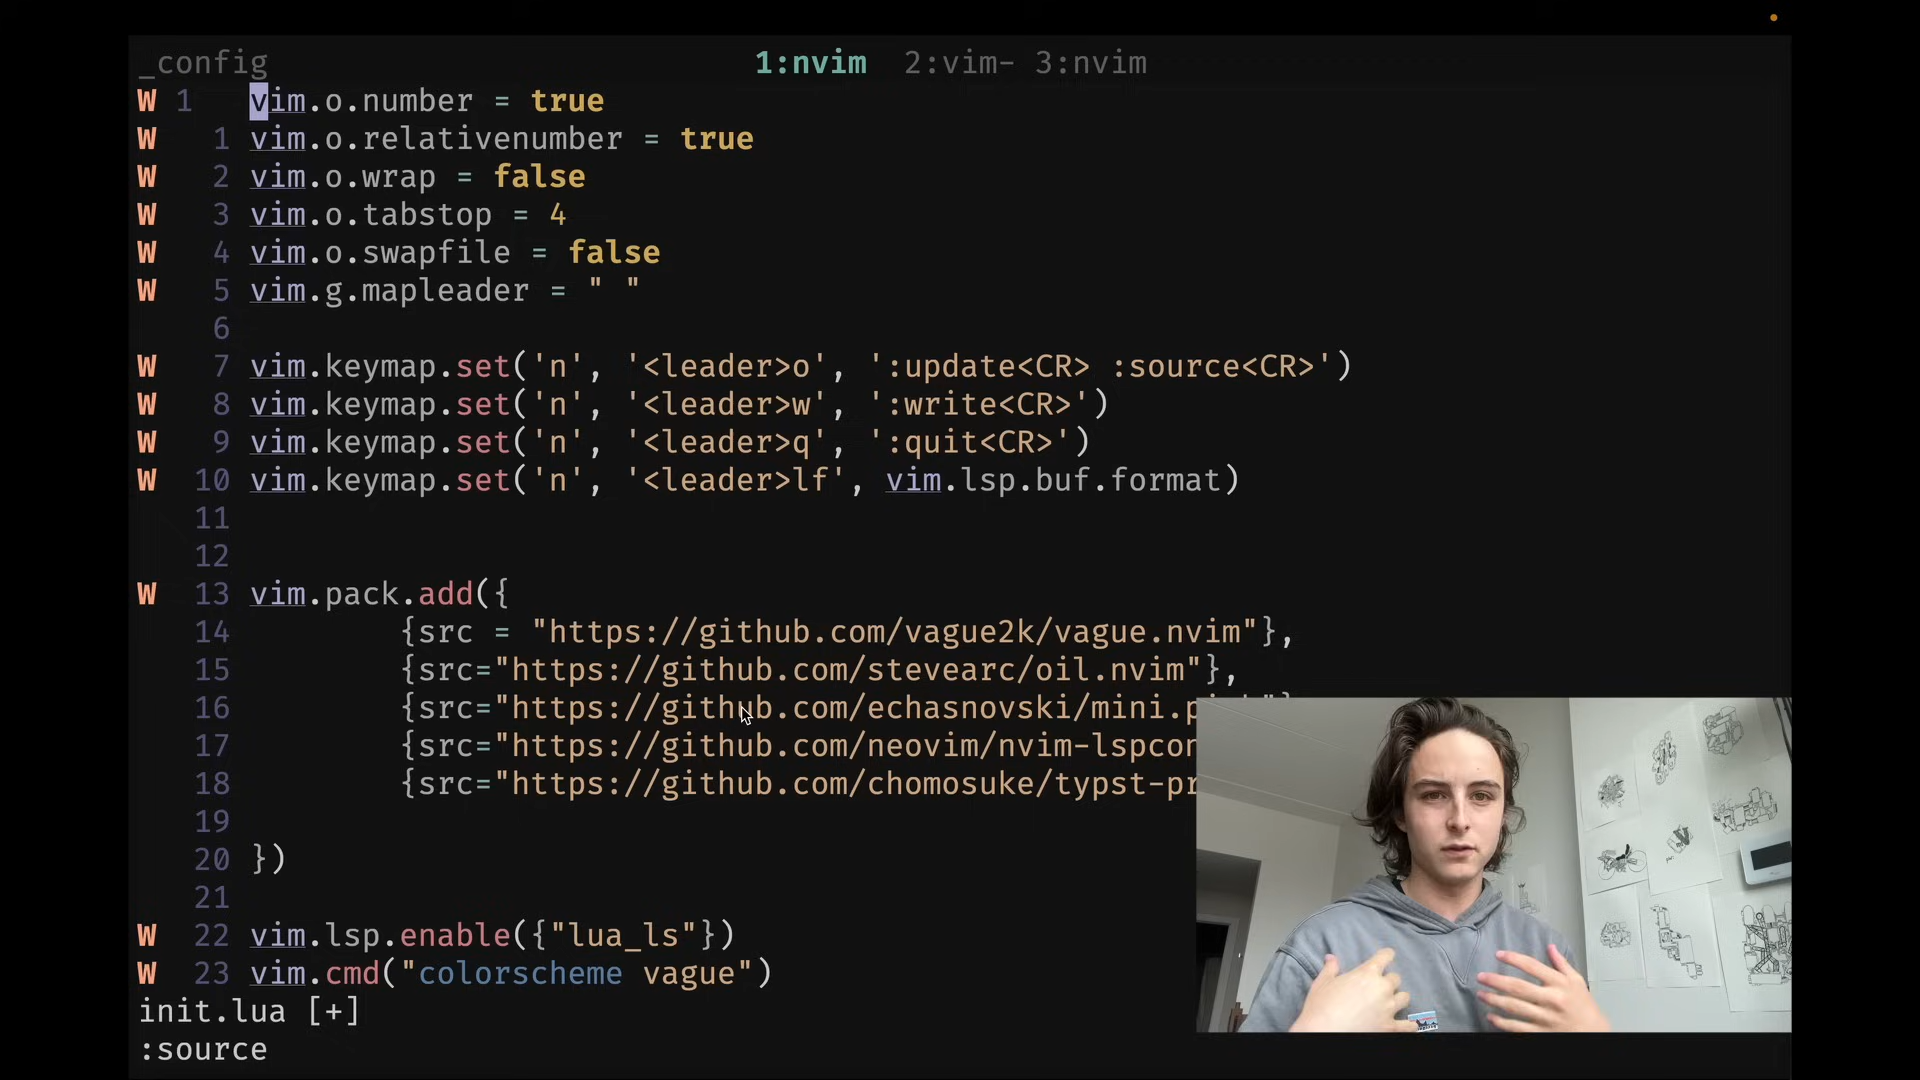 _config 1:nvim 2:vim- 3:nvim
W 1 vim.o.number = true
W 1 vim.o.relativenumber = true
W 2 vim.o.wrap = false
W 3 vim.o.tabstop = 4
W 4 vim.o.swapfile = false
W 5 vim.g.mapleader = " "
6
W 7 vim.keymap.set('n', '<leader>o', ':update<CR> :source<CR>')
W 8 vim.keymap.set('n', '<leader>w', ':write<CR>')
W 9 vim.keymap.set('n', '<leader>q', ':quit<CR>')
W 10 vim.keymap.set('n', '<leader>lf', vim.lsp.buf.format)
11
12
W 13 vim.pack.add({
14 {src = "https://github.com/vague2k/vague.nvim"},
15 {src="https://github.com/stevearc/oil.nvim"},
16 {src="https://github.com/echasnovski/mini.p
17 {src="https://github.com/neovim/nvim-lspcon
18 {src="https://github.com/chomosuke/typst-pr
19
20 })
21
W 22 vim.lsp.enable({"lua_ls"})
W 23 vim.cmd("colorscheme vague")
init.lua [+]
:source